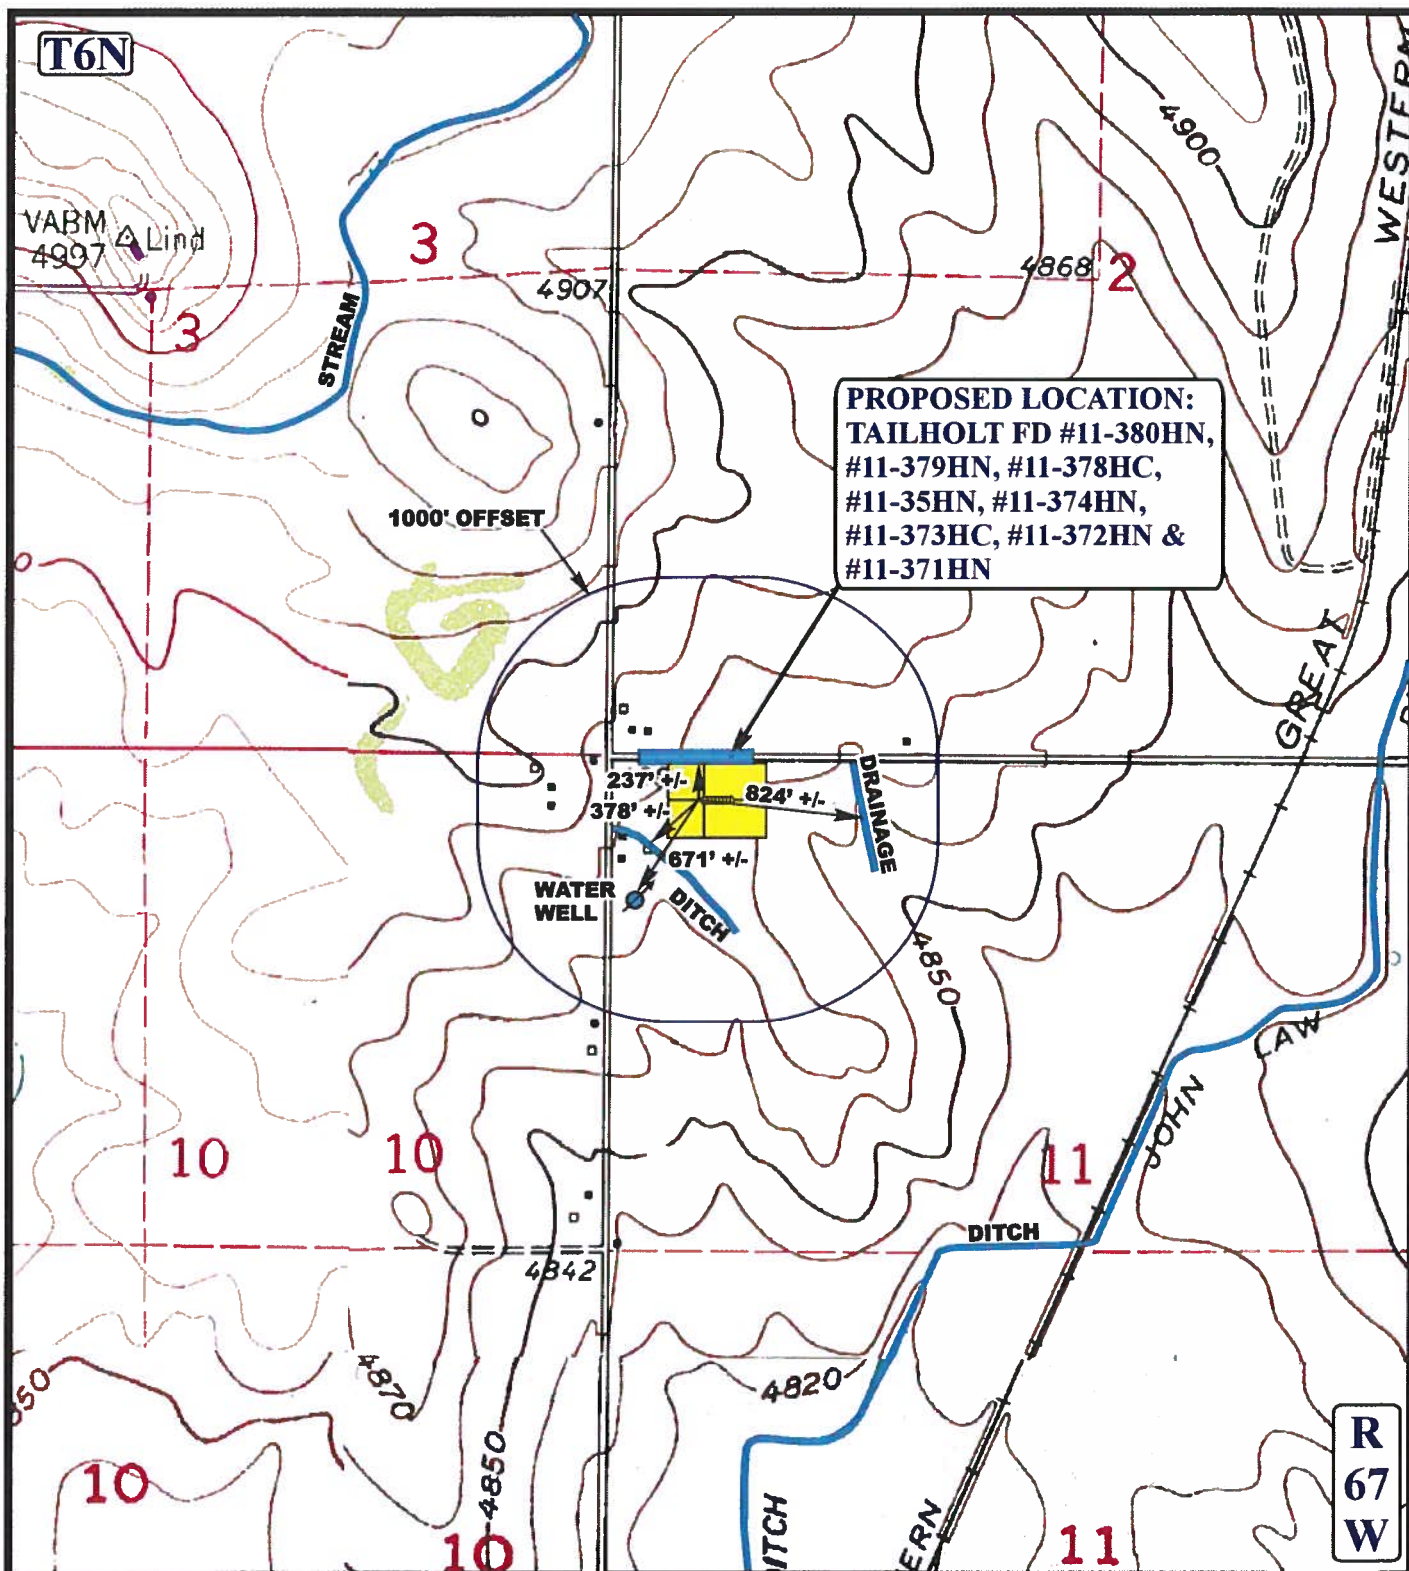 T6N
VABM
4997
Lind
3
3
STREAM
4907
4868
2
4900
WESTERN
PROPOSED LOCATION:
TAILHOLT FD #11-380HN,
#11-379HN, #11-378HC,
#11-35HN, #11-374HN,
#11-373HC, #11-372HN &
#11-371HN
1000' OFFSET
GREAT
237' +/-
378' +/-
824' +/-
671' +/-
DRAINAGE
WATER
WELL
DITCH
4850
LAW
JOHN
10
10
11
DITCH
4842
4870
4820
4850
10
10
DITCH
ERN
11
R
67
W